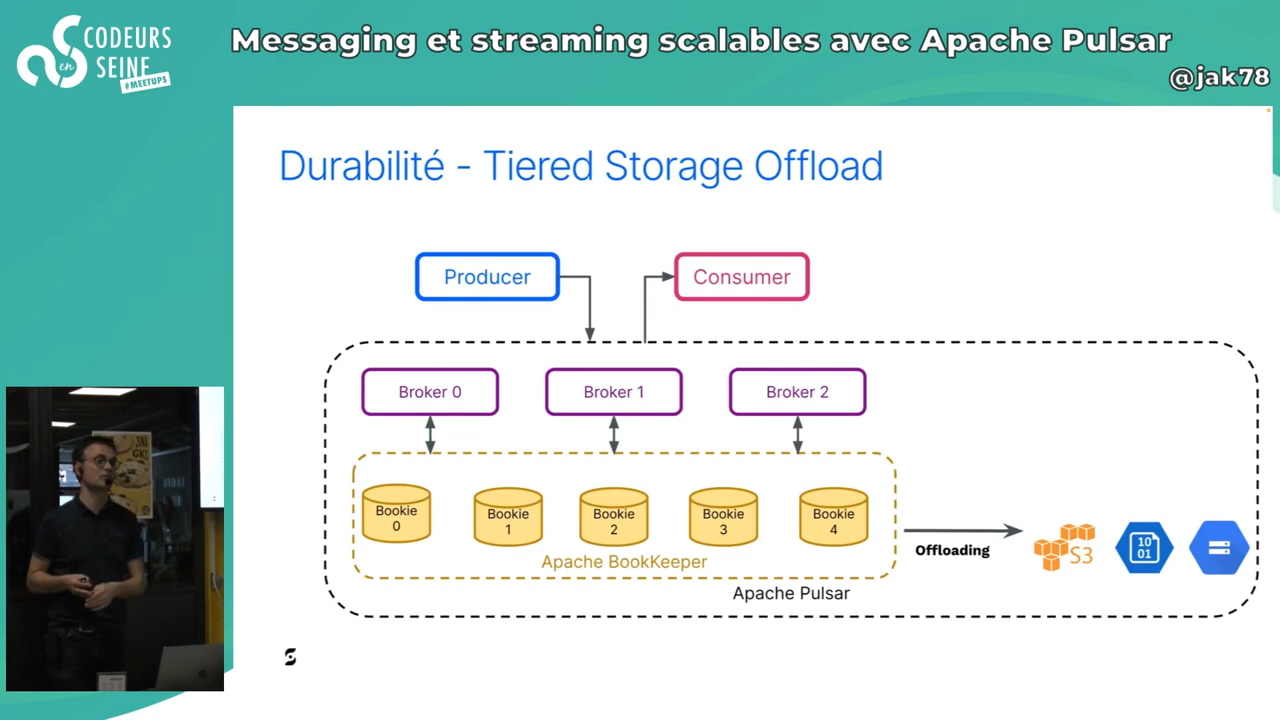 CODEURS
en SEINE
#MEETUPS
Messaging et streaming scalables avec Apache Pulsar
@jak78
Durabilité - Tiered Storage Offload
Producer
Consumer
Broker 0
Broker 1
Broker 2
Bookie
0
Bookie
1
Bookie
2
Bookie
3
Bookie
4
Apache BookKeeper
Offloading
S3
10
01
Apache Pulsar